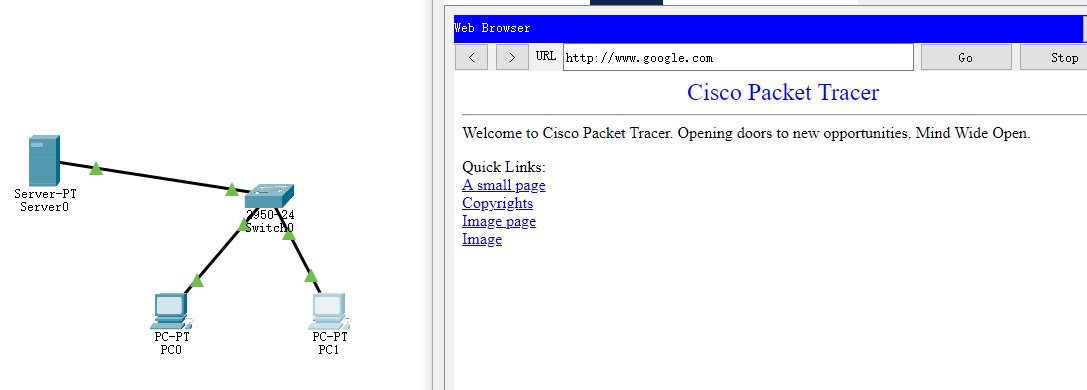 Server-PT
Server0
2950-24
Switch0
PC-PT
PC0
PC-PT
PC1
Web Browser
< > URL http://www.google.com Go Stop
Cisco Packet Tracer
Welcome to Cisco Packet Tracer. Opening doors to new opportunities. Mind Wide Open.
Quick Links:
A small page
Copyrights
Image page
Image